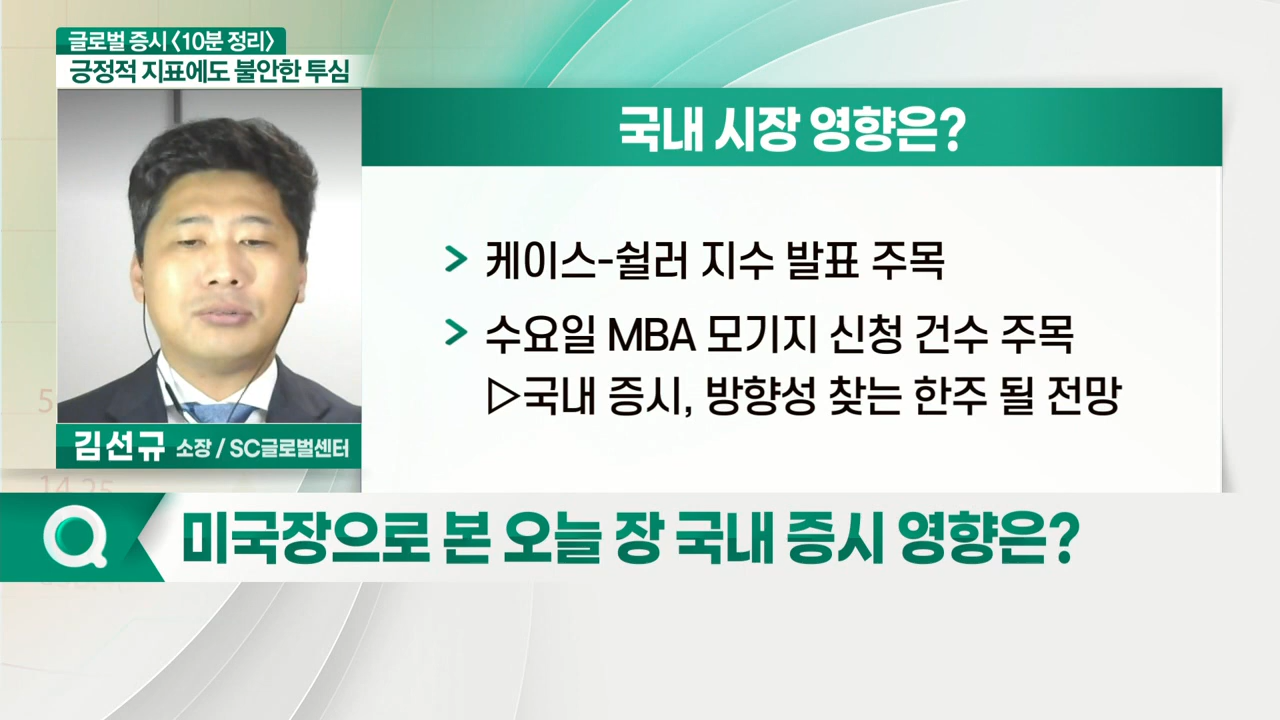 글로벌 증시 <10분 정리>
긍정적 지표에도 불안한 투심
국내 시장 영향은?
> 케이스-쉴러 지수 발표 주목
> 수요일 MBA 모기지 신청 건수 주목
▷국내 증시, 방향성 찾는 한주 될 전망
김선규 소장 / SC글로벌센터
Q 미국장으로 본 오늘 장 국내 증시 영향은?